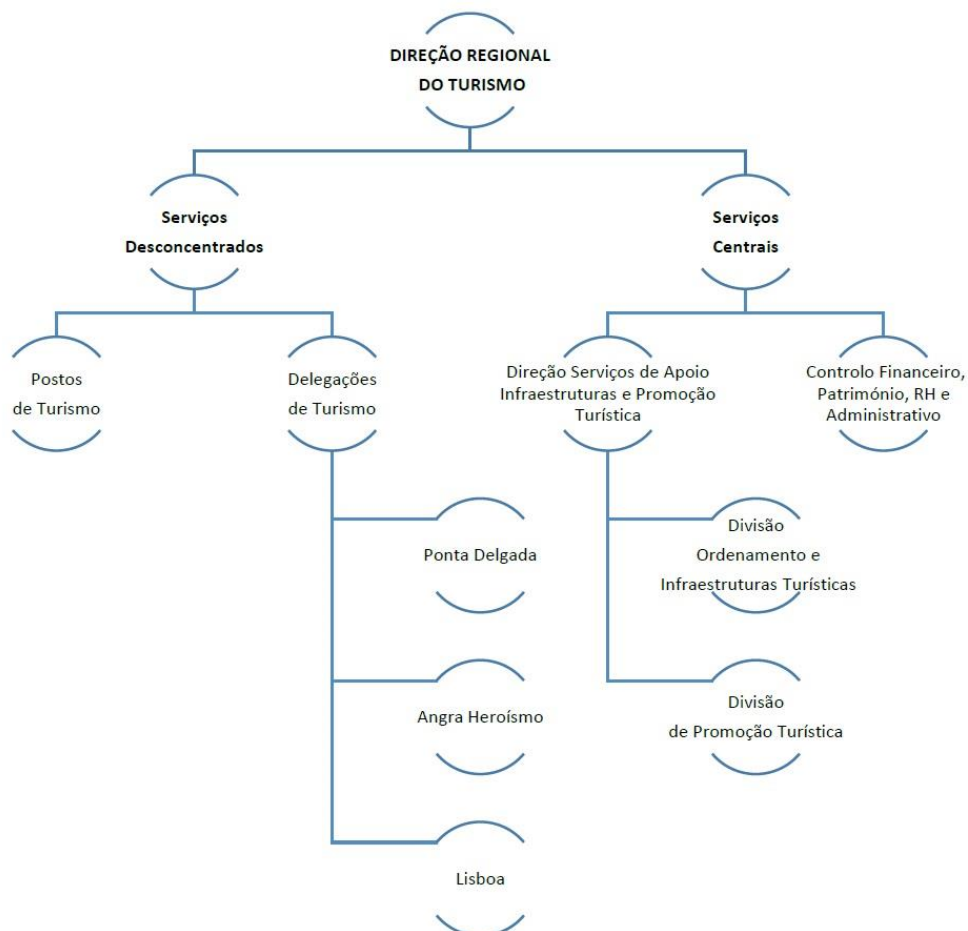 DIREÇÃO REGIONAL
DO TURISMO
Serviços
Desconcentrados
Serviços
Centrais
Postos
de Turismo
Delegações
de Turismo
Direção Serviços de Apoio
Infraestruturas e Promoção
Turística
Controlo Financeiro,
Património, RH e
Administrativo
Ponta Delgada
Angra Heroísmo
Lisboa
Divisão
Ordenamento e
Infraestruturas Turísticas
Divisão
de Promoção Turística